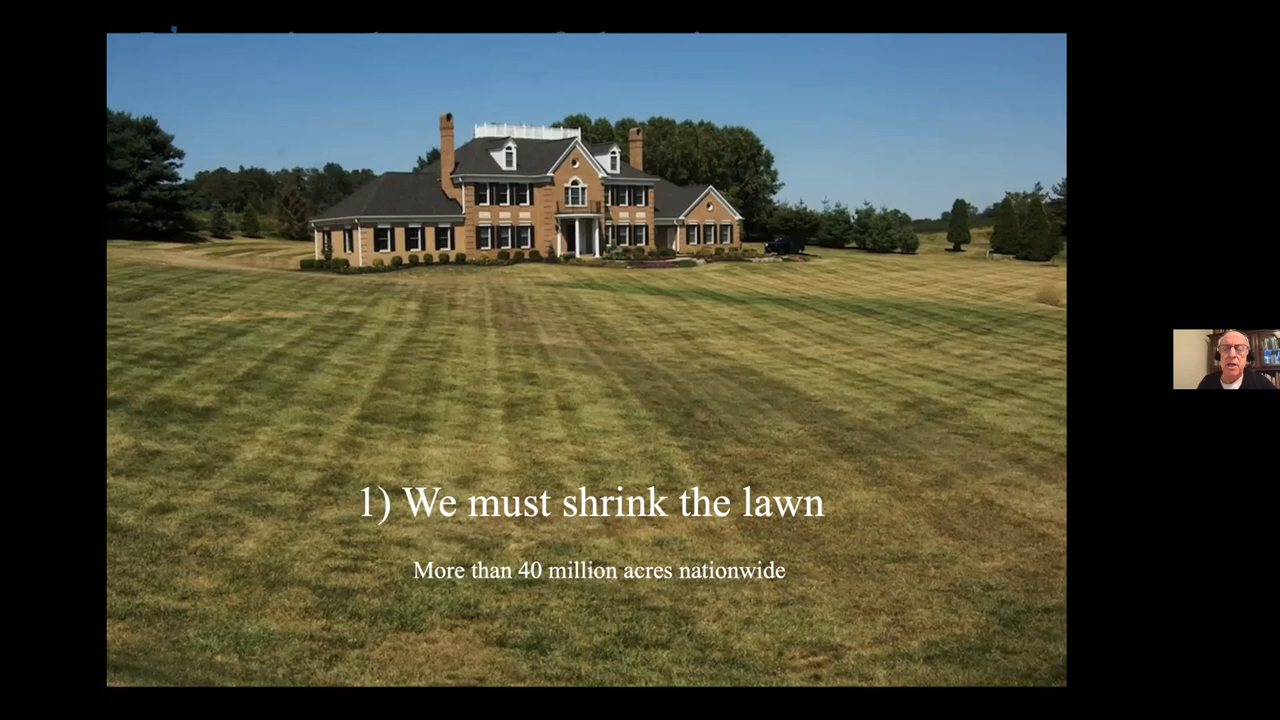 1) We must shrink the lawn
More than 40 million acres nationwide